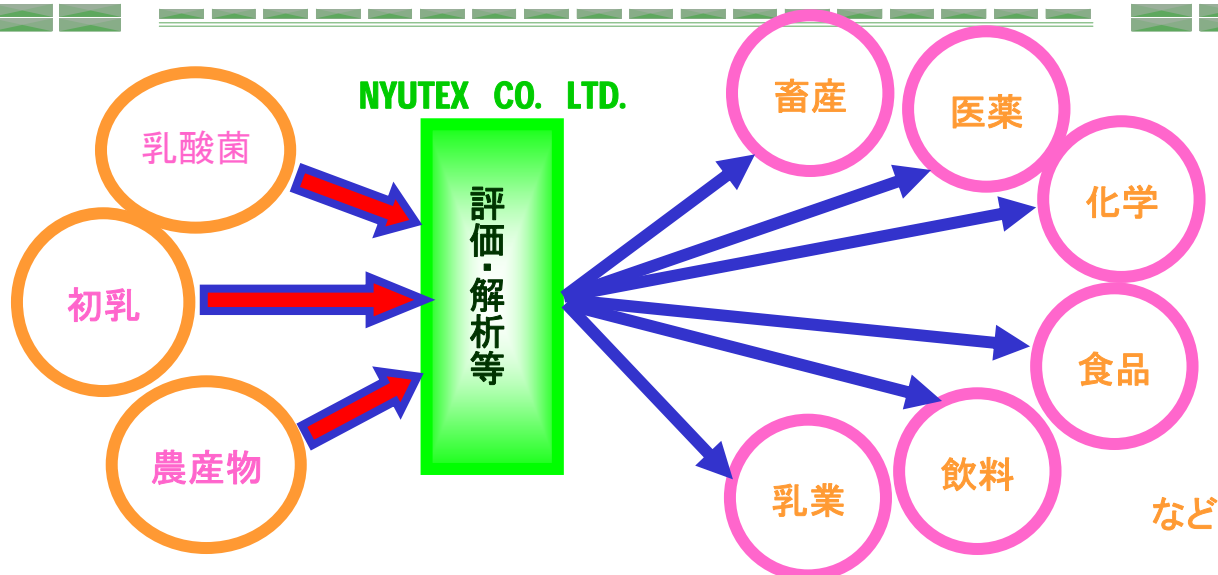 NYUTEX CO. LTD.
乳酸菌
初乳
農産物
評価・解析等
畜産
医薬
化学
食品
飲料
乳業
など